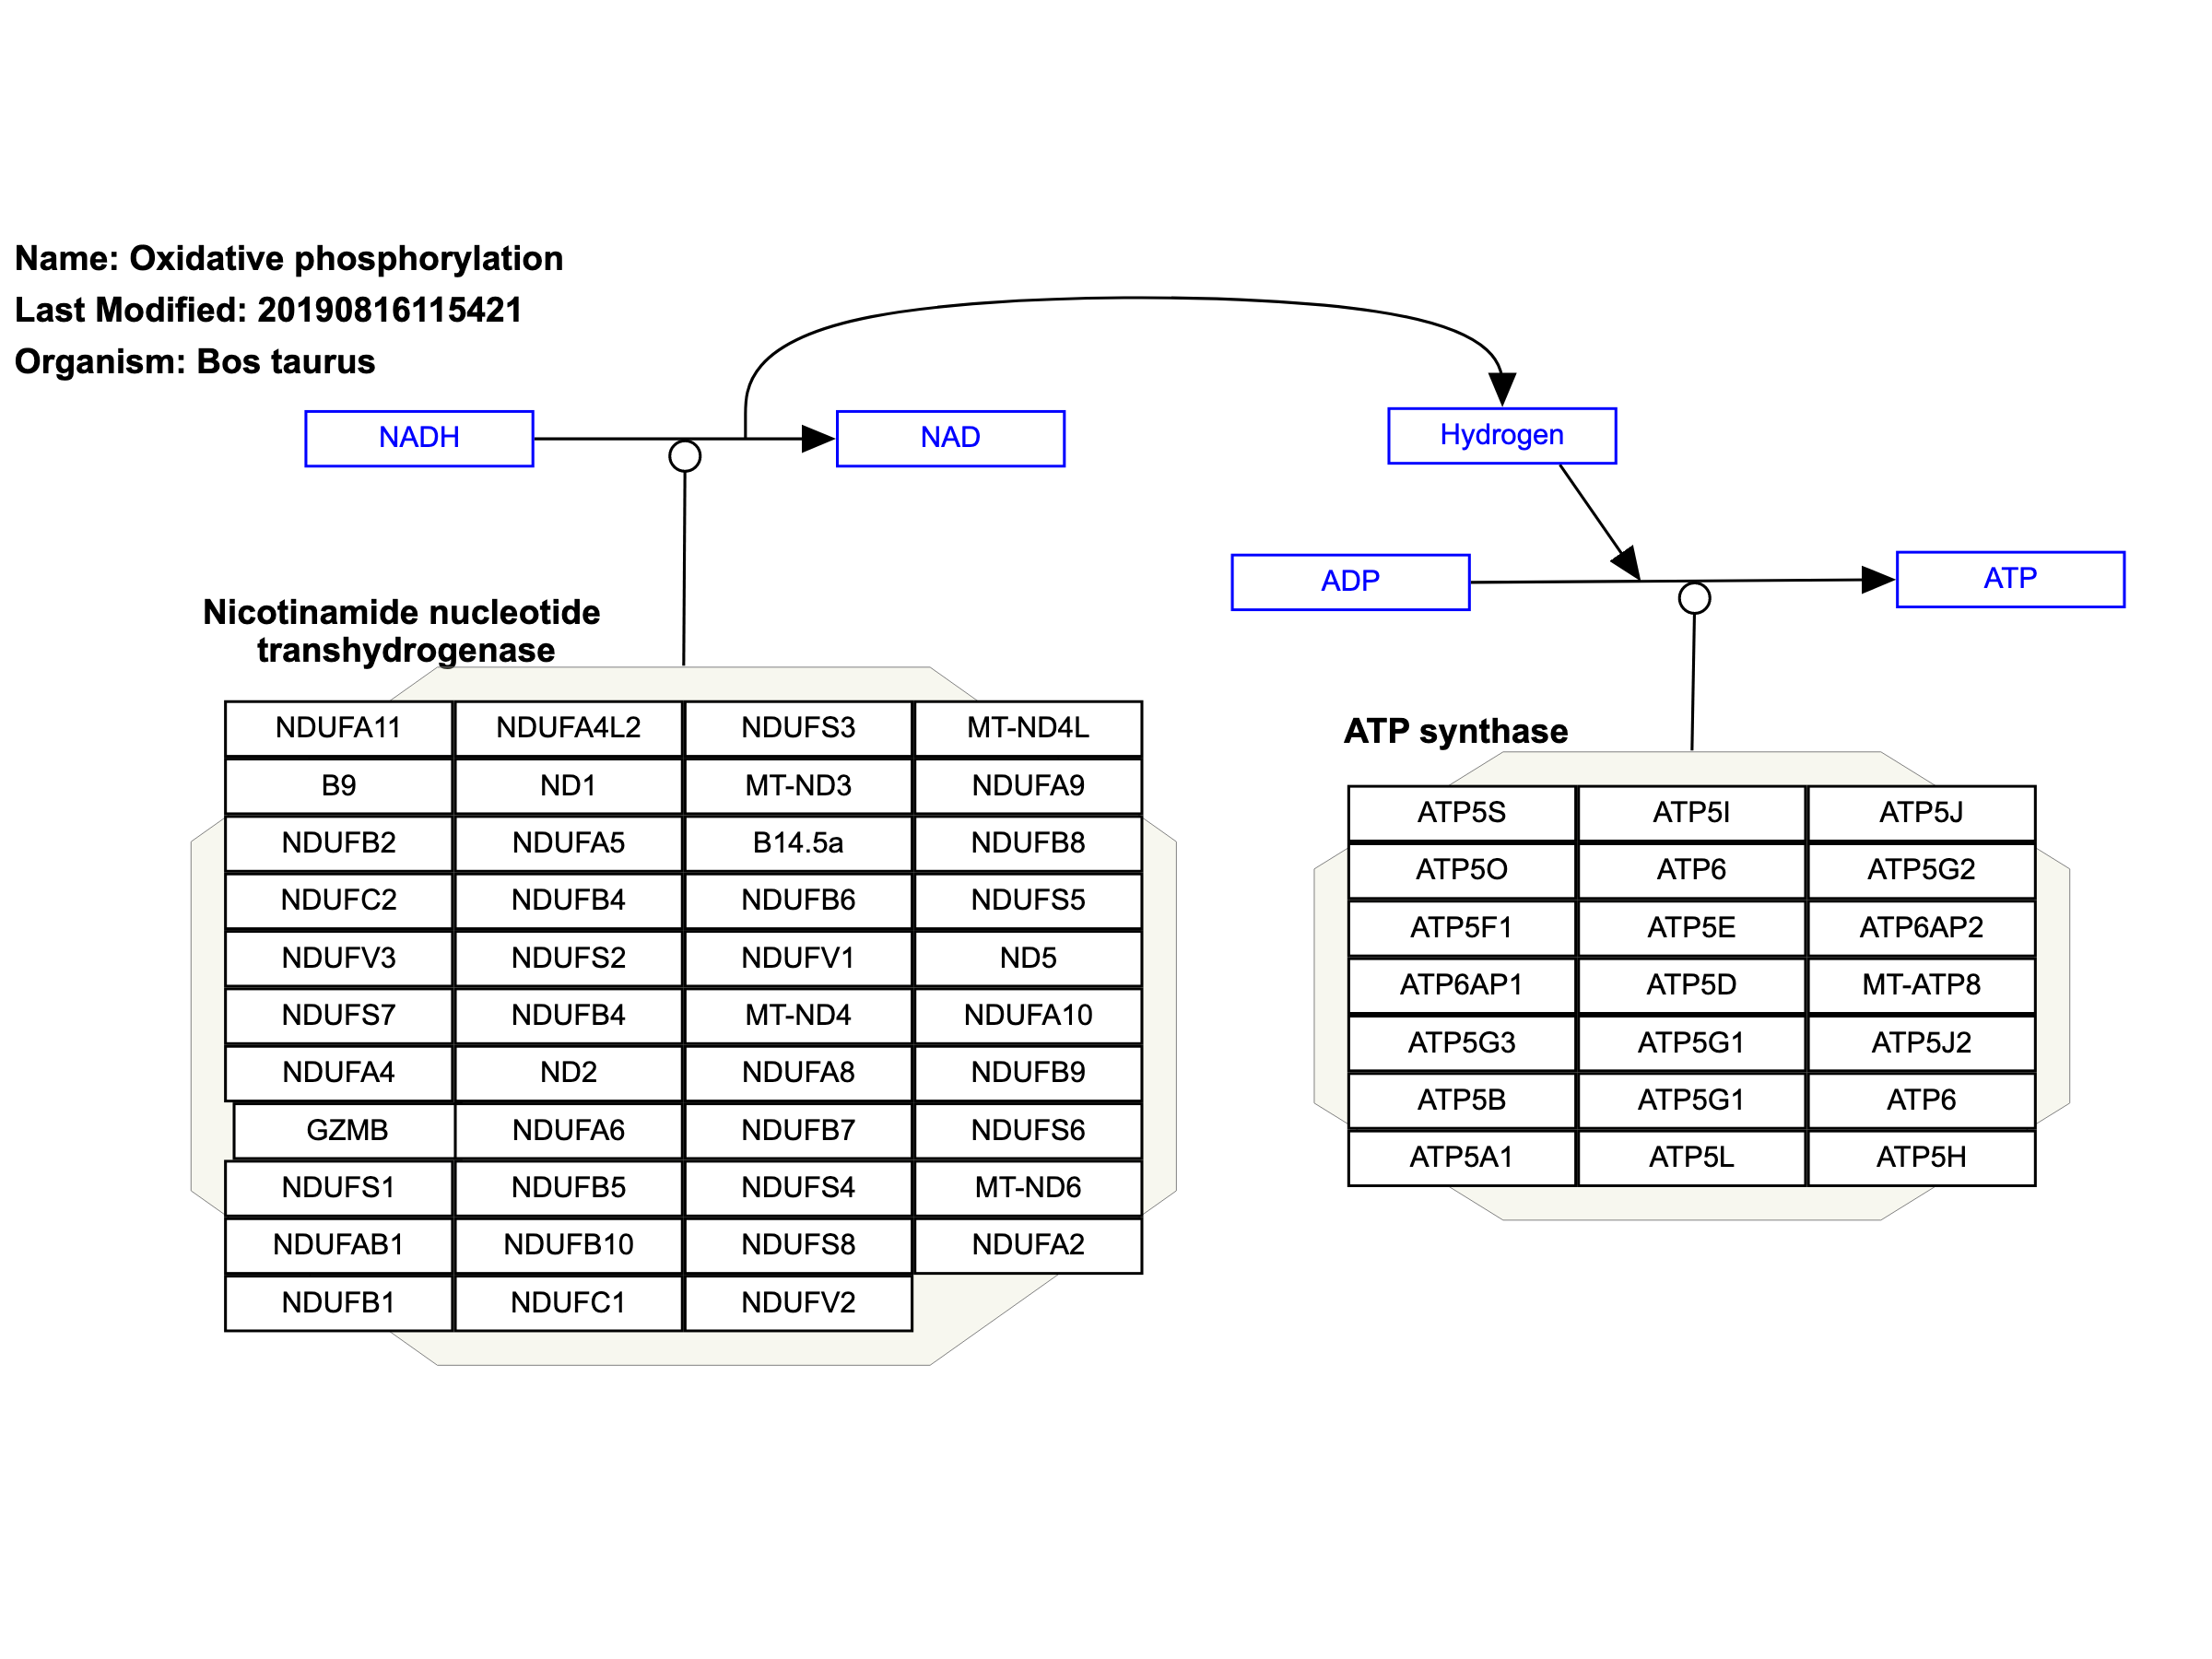 Name: Oxidative phosphorylation
Last Modified: 20190816115421
Organism: Bos taurus
NADH
NAD
Hydrogen
ADP
ATP
Nicotinamide nucleotide
transhydrogenase
NDUFA11 NDUFA4L2 NDUFS3 MT-ND4L
B9 ND1 MT-ND3 NDUFA9
NDUFB2 NDUFA5 B14.5a NDUFB8
NDUFC2 NDUFB4 NDUFB6 NDUFS5
NDUFV3 NDUFS2 NDUFV1 ND5
NDUFS7 NDUFB4 MT-ND4 NDUFA10
NDUFA4 ND2 NDUFA8 NDUFB9
GZMB NDUFA6 NDUFB7 NDUFS6
NDUFS1 NDUFB5 NDUFS4 MT-ND6
NDUFAB1 NDUFB10 NDUFS8 NDUFA2
NDUFB1 NDUFC1 NDUFV2
ATP synthase
ATP5S ATP5I ATP5J
ATP5O ATP6 ATP5G2
ATP5F1 ATP5E ATP6AP2
ATP6AP1 ATP5D MT-ATP8
ATP5G3 ATP5G1 ATP5J2
ATP5B ATP5G1 ATP6
ATP5A1 ATP5L ATP5H